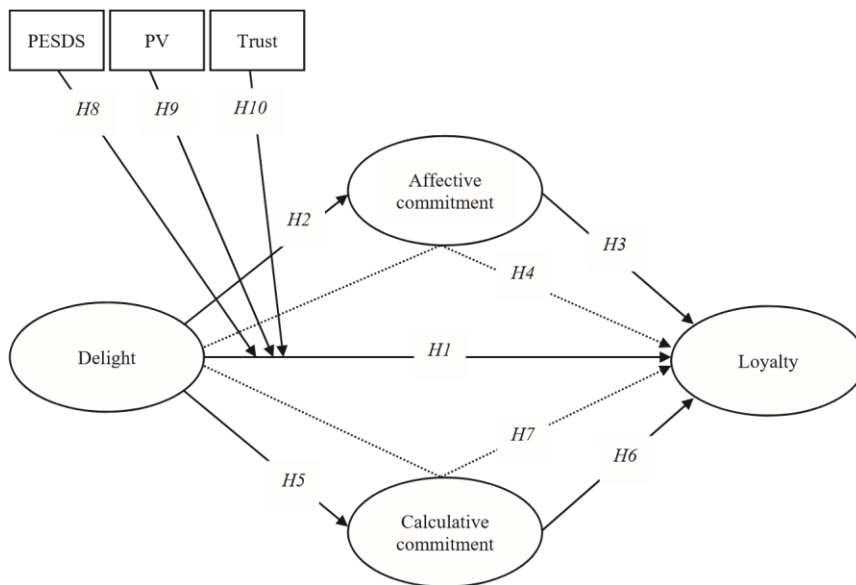 PESDS
PV
Trust
H8
H9
H10
Affective
commitment
H2
H3
H4
Delight
H1
Loyalty
H7
H5
H6
Calculative
commitment